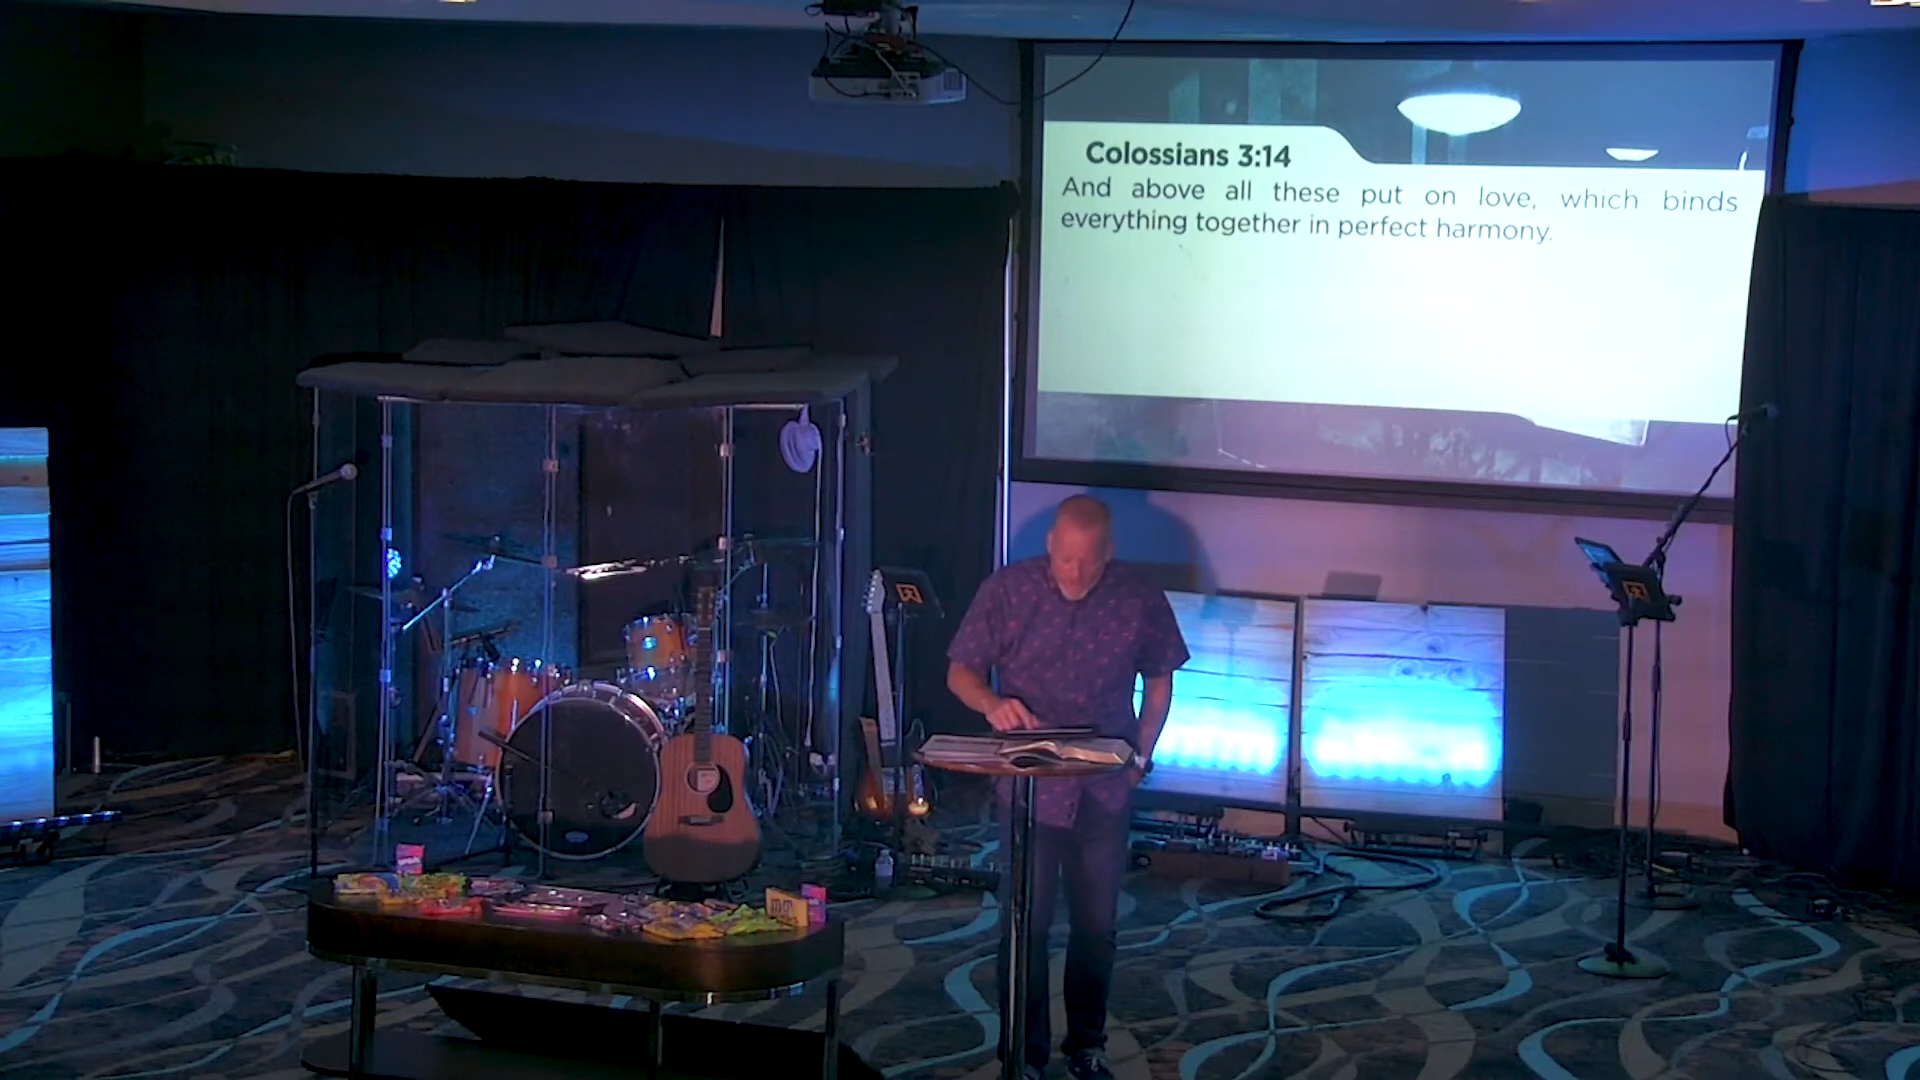 Colossians 3:14
And above all these put on love, which binds
everything together in perfect harmony.